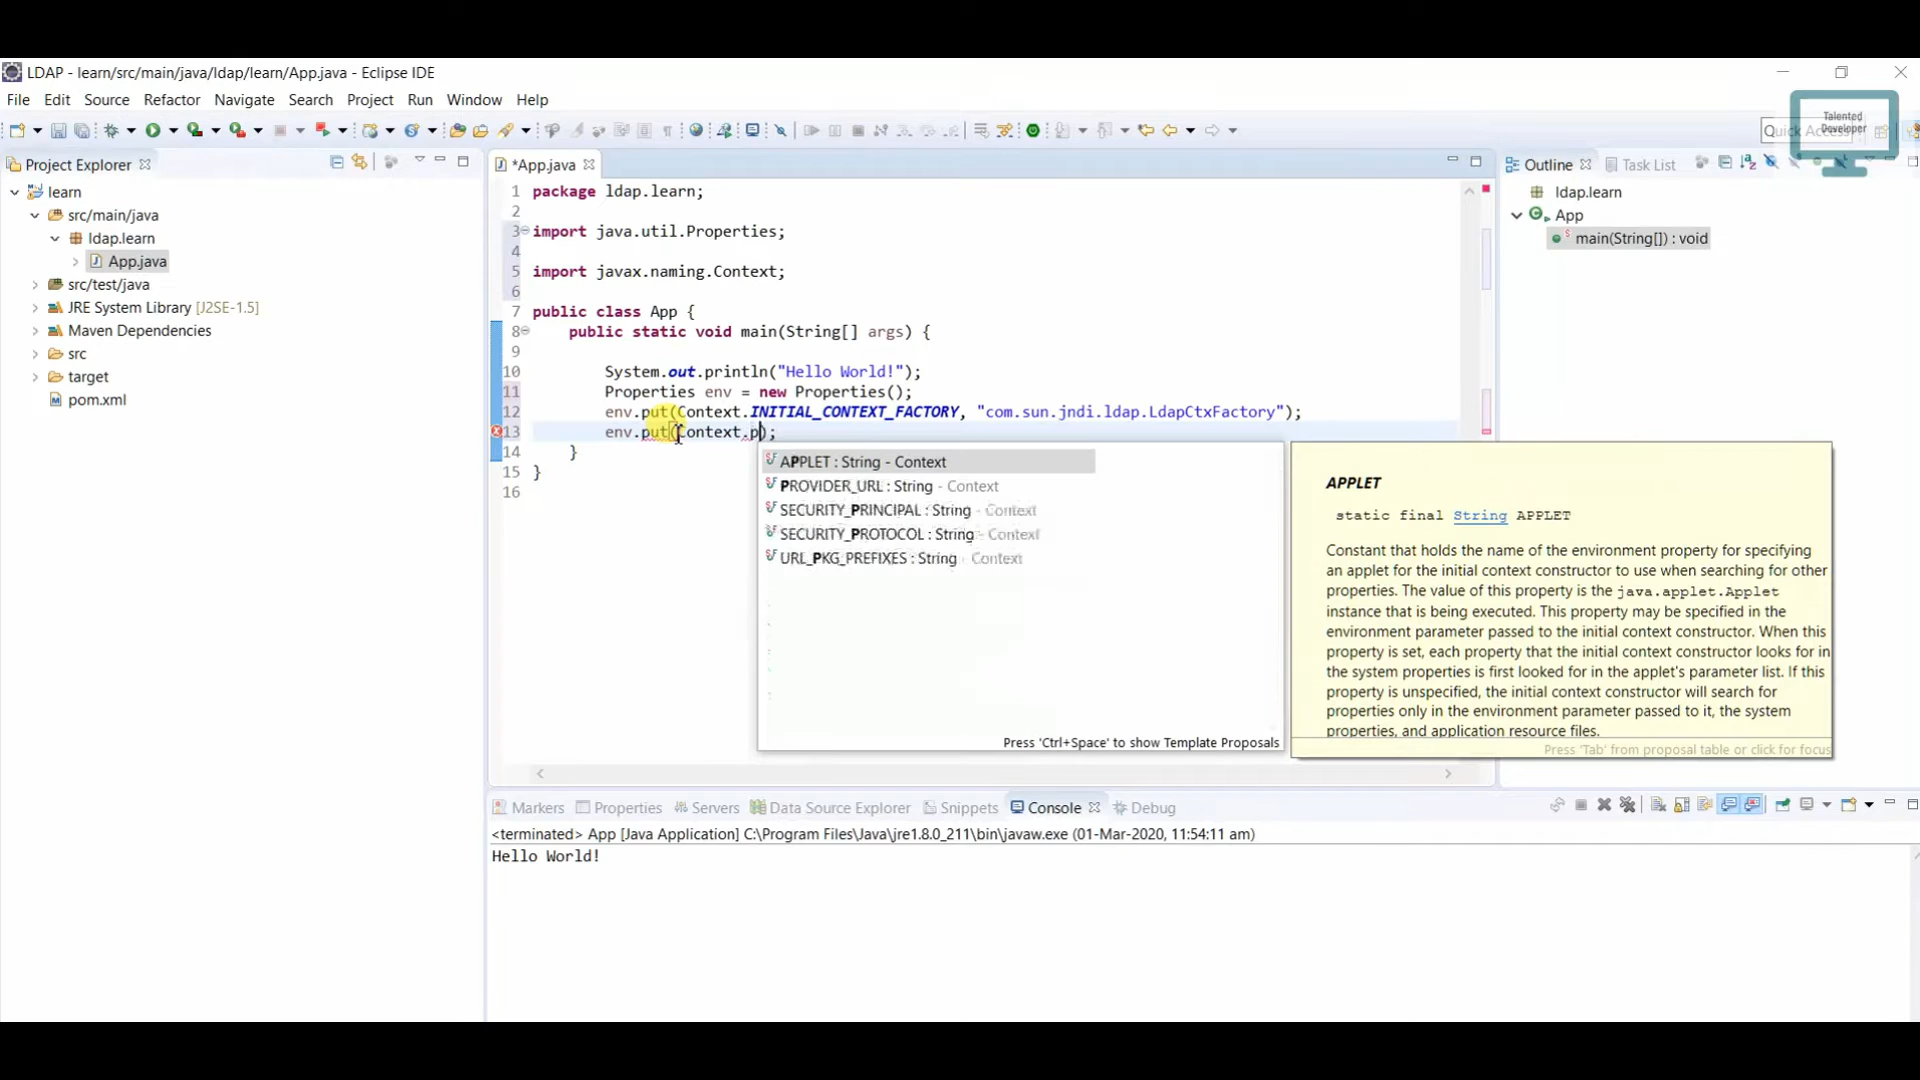 LDAP - learn/src/main/java/ldap/learn/App.java - Eclipse IDE
File Edit Source Refactor Navigate Search Project Run Window Help
Talented
Developer
Quick Access
Project Explorer
learn
src/main/java
ldap.learn
App.java
src/test/java
JRE System Library [J2SE-1.5]
Maven Dependencies
src
target
pom.xml
*App.java
1 package ldap.learn;
2
3 import java.util.Properties;
4
5 import javax.naming.Context;
6
7 public class App {
8 public static void main(String[] args) {
9
10 System.out.println("Hello World!");
11 Properties env = new Properties();
12 env.put(Context.INITIAL_CONTEXT_FACTORY, "com.sun.jndi.ldap.LdapCtxFactory");
13 env.put(Context.p);
14 }
15 }
16
APPLET : String - Context
PROVIDER_URL : String - Context
SECURITY_PRINCIPAL : String - Context
SECURITY_PROTOCOL : String - Context
URL_PKG_PREFIXES : String - Context
Press 'Ctrl+Space' to show Template Proposals
APPLET
static final String APPLET
Constant that holds the name of the environment property for specifying
an applet for the initial context constructor to use when searching for other
properties. The value of this property is the java.applet.Applet
instance that is being executed. This property may be specified in the
environment parameter passed to the initial context constructor. When this
property is set, each property that the initial context constructor looks for in
the system properties is first looked for in the applet's parameter list. If this
property is unspecified, the initial context constructor will search for
properties only in the environment parameter passed to it, the system
properties, and application resource files.
Press 'Tab' from proposal table or click for focus
Outline Task List
ldap.learn
App
main(String[]) : void
Markers Properties Servers Data Source Explorer Snippets Console Debug
<terminated> App [Java Application] C:\Program Files\Java\jre1.8.0_211\bin\javaw.exe (01-Mar-2020, 11:54:11 am)
Hello World!